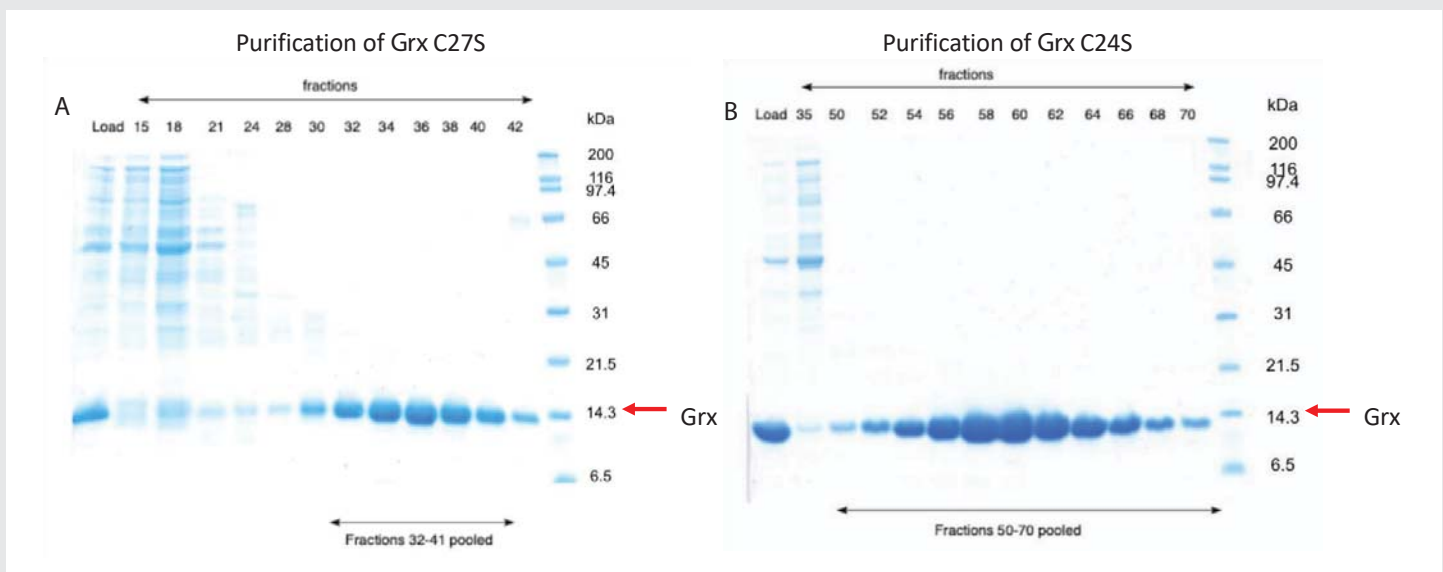 Purification of Grx C27S
fractions
A
Load 15 18 21 24 28 30 32 34 36 38 40 42
kDa
200
116
97.4
66
45
31
21.5
14.3
Grx
6.5
Fractions 32-41 pooled
Purification of Grx C24S
fractions
B
Load 35 50 52 54 56 58 60 62 64 66 68 70
kDa
200
116
97.4
66
45
31
21.5
14.3
Grx
6.5
Fractions 50-70 pooled